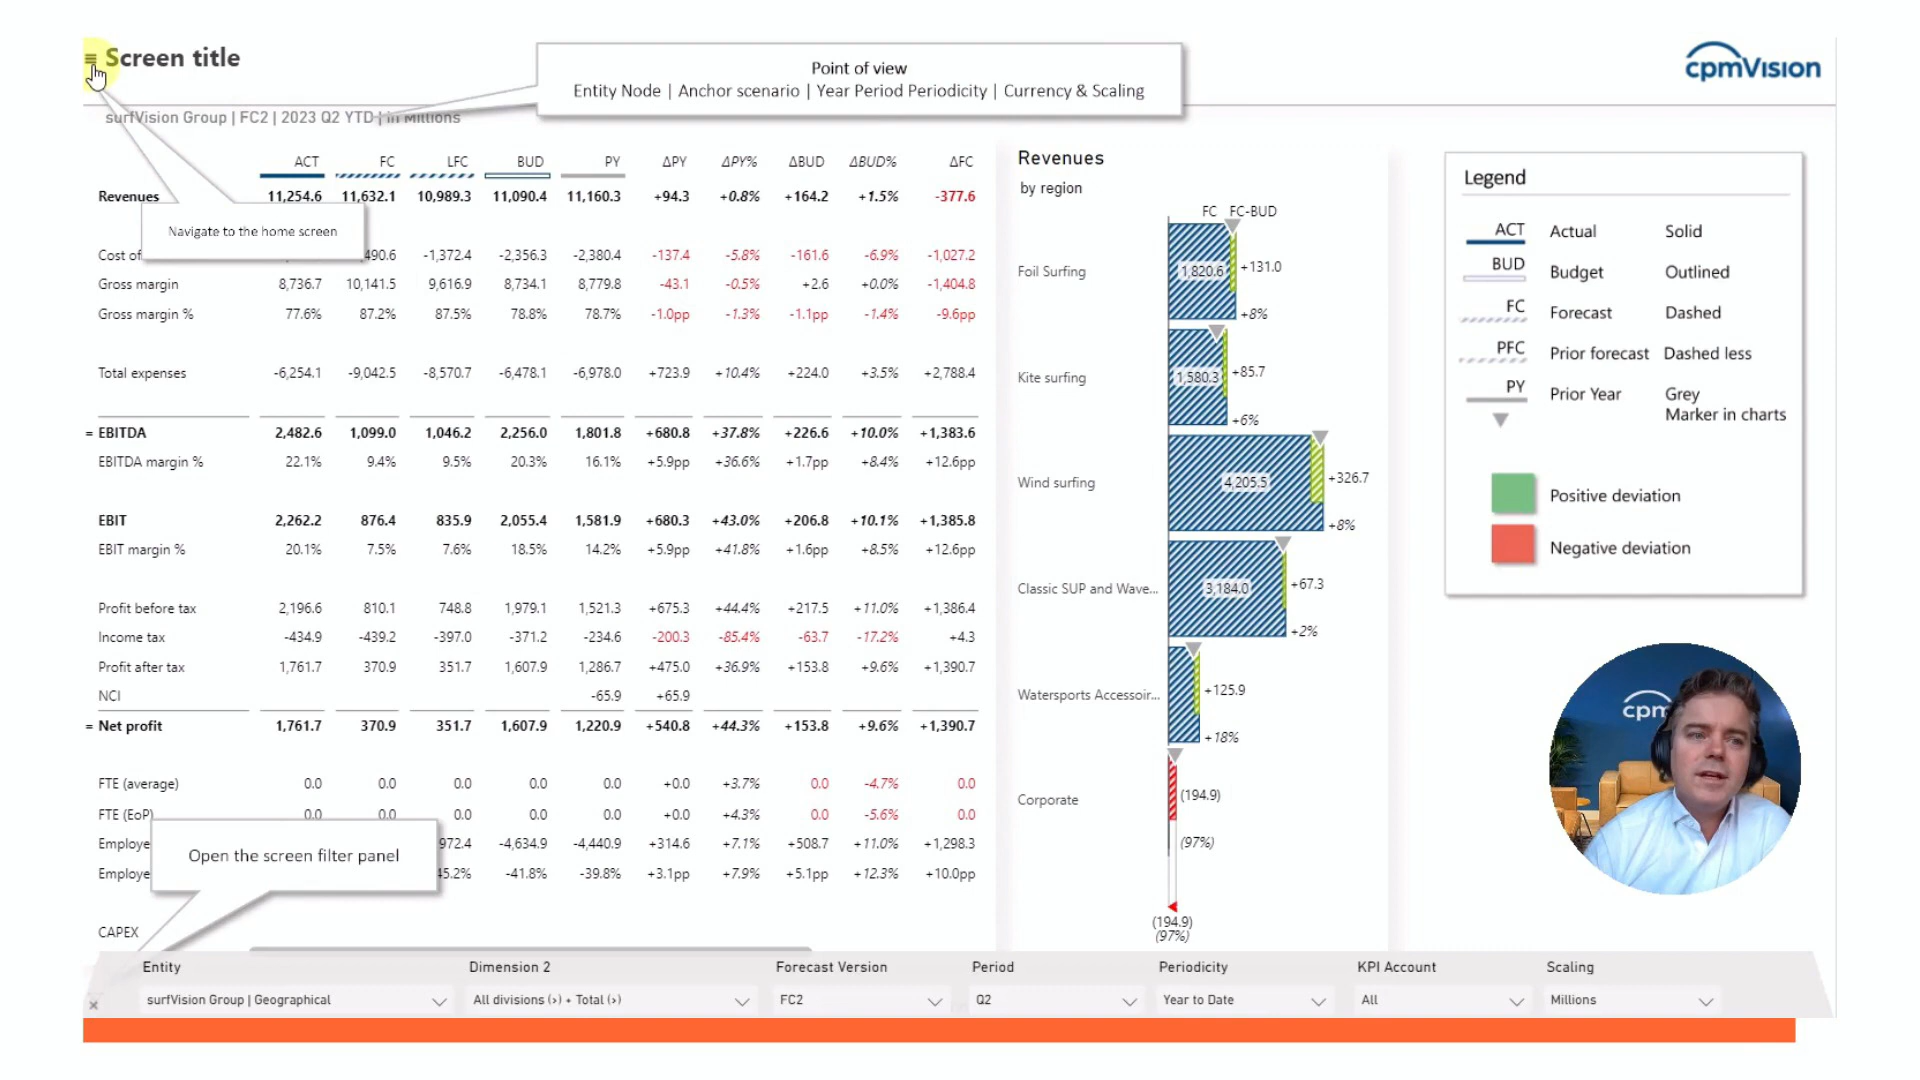 ≡ Screen title
cpmVision
Point of view
Entity Node | Anchor scenario | Year Period Periodicity | Currency & Scaling
surfVision Group | FC2 | 2023 Q2 YTD | in Millions
ACT FC LFC BUD PY ΔPY ΔPY% ΔBUD ΔBUD% ΔFC
Revenues 11,254.6 11,632.1 10,989.3 11,090.4 11,160.3 +94.3 +0.8% +164.2 +1.5% -377.6
Navigate to the home screen
Cost of 490.6 -1,372.4 -2,356.3 -2,380.4 -137.4 -5.8% -161.6 -6.9% -1,027.2
Gross margin 8,736.7 10,141.5 9,616.9 8,734.1 8,779.8 -43.1 -0.5% +2.6 +0.0% -1,404.8
Gross margin % 77.6% 87.2% 87.5% 78.8% 78.7% -1.0pp -1.3% -1.1pp -1.4% -9.6pp
Total expenses -6,254.1 -9,042.5 -8,570.7 -6,478.1 -6,978.0 +723.9 +10.4% +224.0 +3.5% +2,788.4
= EBITDA 2,482.6 1,099.0 1,046.2 2,256.0 1,801.8 +680.8 +37.8% +226.6 +10.0% +1,383.6
EBITDA margin % 22.1% 9.4% 9.5% 20.3% 16.1% +5.9pp +36.6% +1.7pp +8.4% +12.6pp
EBIT 2,262.2 876.4 835.9 2,055.4 1,581.9 +680.3 +43.0% +206.8 +10.1% +1,385.8
EBIT margin % 20.1% 7.5% 7.6% 18.5% 14.2% +5.9pp +41.8% +1.6pp +8.5% +12.6pp
Profit before tax 2,196.6 810.1 748.8 1,979.1 1,521.3 +675.3 +44.4% +217.5 +11.0% +1,386.4
Income tax -434.9 -439.2 -397.0 -371.2 -234.6 -200.3 -85.4% -63.7 -17.2% +4.3
Profit after tax 1,761.7 370.9 351.7 1,607.9 1,286.7 +475.0 +36.9% +153.8 +9.6% +1,390.7
NCI -65.9 +65.9
= Net profit 1,761.7 370.9 351.7 1,607.9 1,220.9 +540.8 +44.3% +153.8 +9.6% +1,390.7
FTE (average) 0.0 0.0 0.0 0.0 0.0 +0.0 +3.7% 0.0 -4.7% 0.0
FTE (EoP) 0.0 0.0 0.0 0.0 0.0 +0.0 +4.3% 0.0 -5.6% 0.0
Employe 972.4 -4,634.9 -4,440.9 +314.6 +7.1% +508.7 +11.0% +1,298.3
Open the screen filter panel
Employe 45.2% -41.8% -39.8% +3.1pp +7.9% +5.1pp +12.3% +10.0pp
CAPEX
Revenues
by region
FC FC-BUD
Foil Surfing 1,820.6 +131.0
+8%
Kite surfing 1,580.3 +85.7
+6%
Wind surfing 4,205.5 +326.7
+8%
Classic SUP and Wave... 3,184.0 +67.3
+2%
Watersports Accessoir... +125.9
+18%
Corporate (194.9)
(97%)
(194.9)
(97%)
Legend
ACT Actual Solid
BUD Budget Outlined
FC Forecast Dashed
PFC Prior forecast Dashed less
PY Prior Year Grey
Marker in charts
Positive deviation
Negative deviation
cpm
Entity Dimension 2 Forecast Version Period Periodicity KPI Account Scaling
× surfVision Group | Geographical All divisions (>) + Total (>) FC2 Q2 Year to Date All Millions